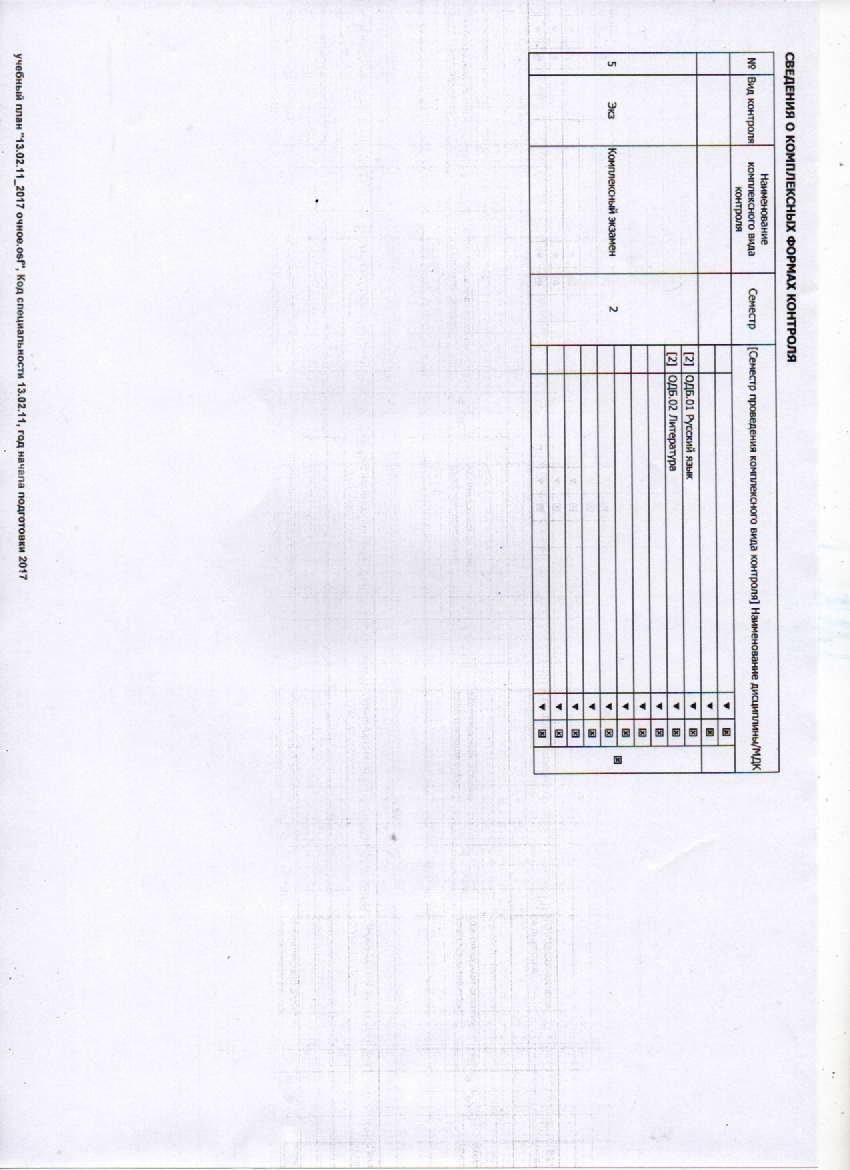 СВЕДЕНИЯ О КОМПЛЕКСНЫХ ФОРМАХ КОНТРОЛЯ
№ Вид контроля Наименование комплексного вида контроля Семестр [Семестр проведения комплексного вида контроля] Наименование дисциплины/МДК
5 Экз Комплексный экзамен 2
[2] ОДБ.01 Русский язык
[2] ОДБ.02 Литература
учебный план "13.02.11_2017 очное.osf", Код специальности 13.02.11, год начала подготовки 2017